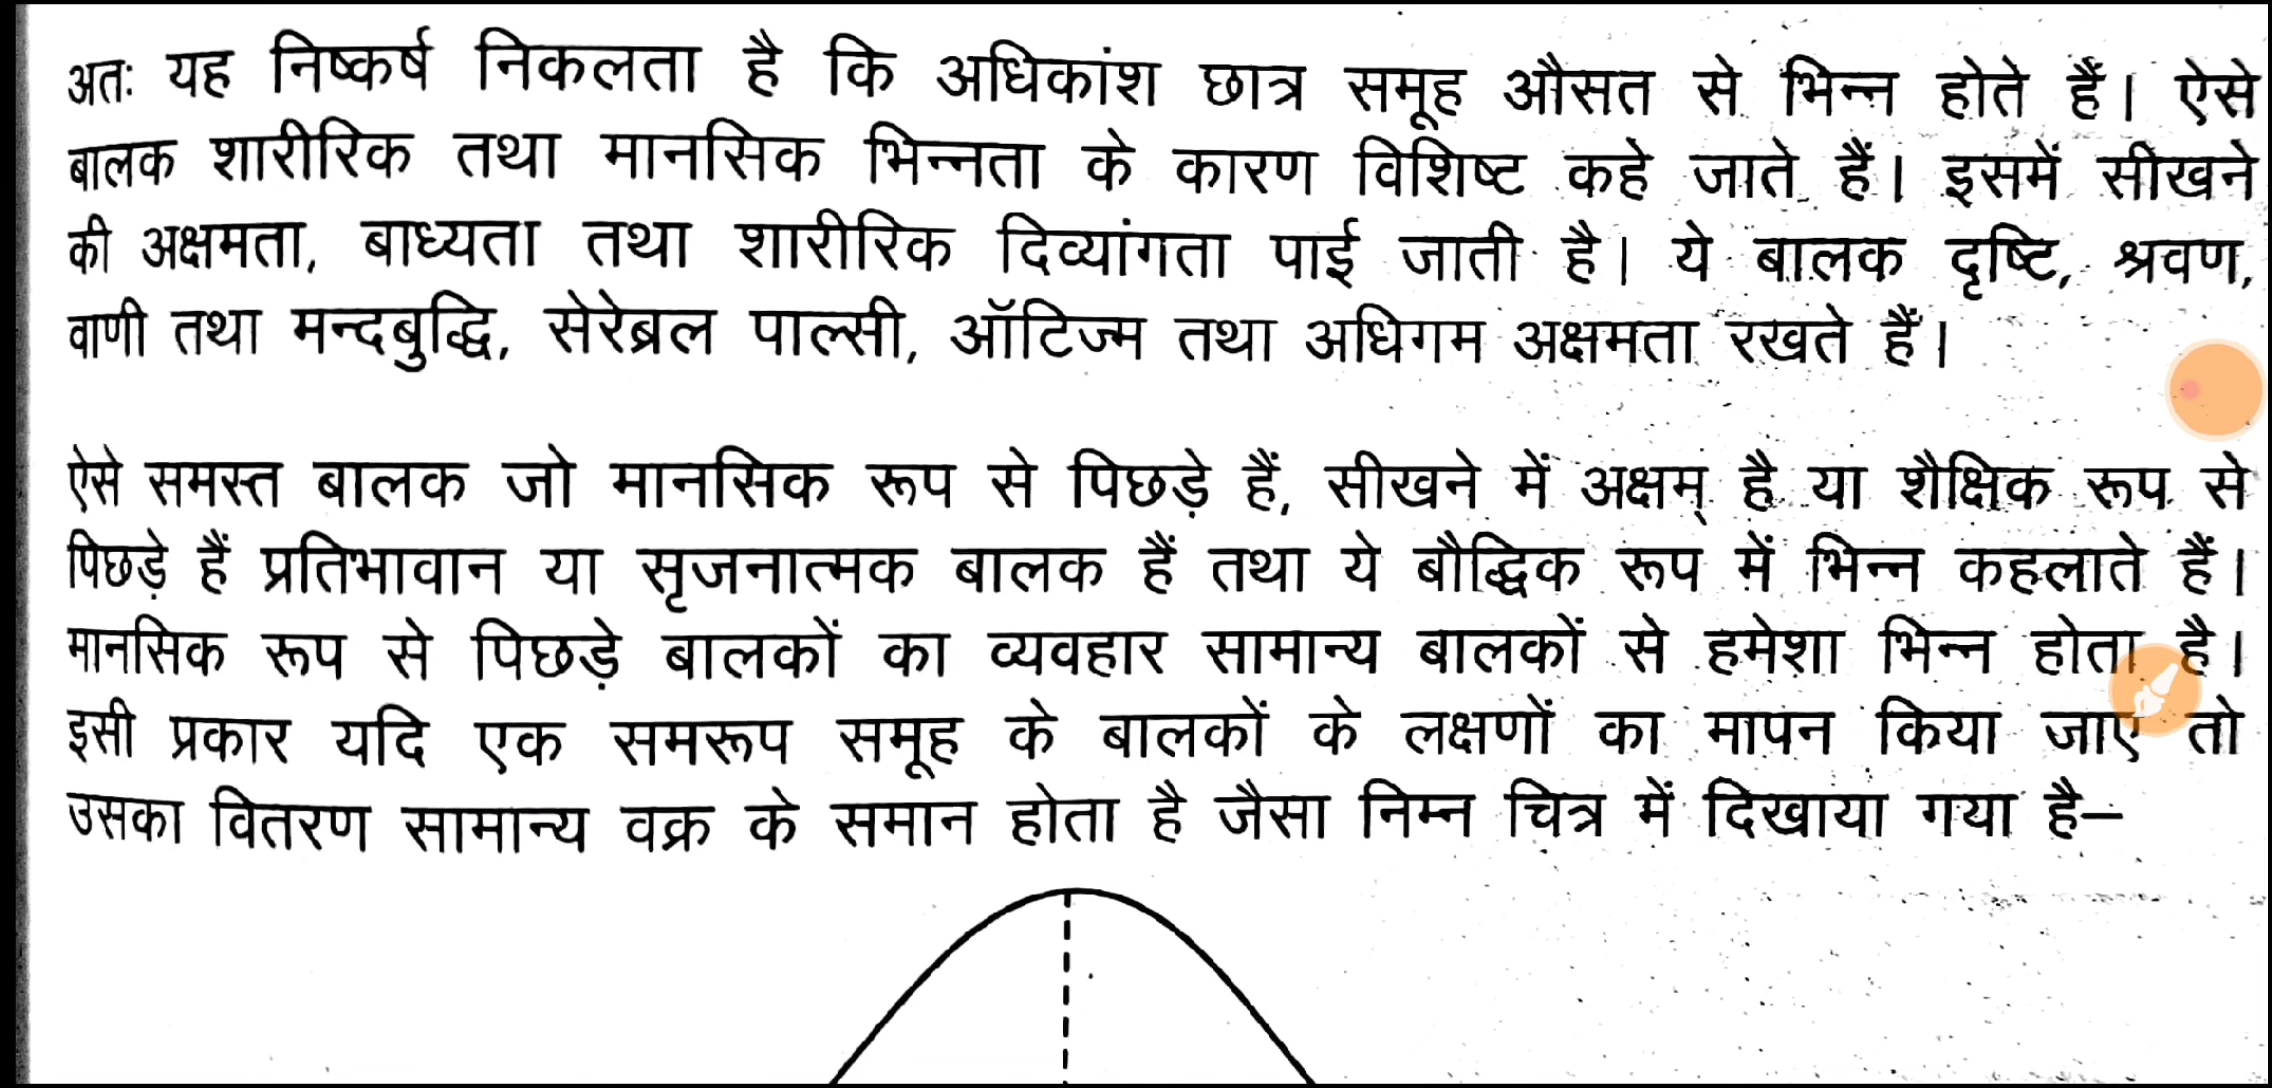 अतः यह निष्कर्ष निकलता है कि अधिकांश छात्र समूह औसत से भिन्न होते हैं। ऐसे
बालक शारीरिक तथा मानसिक भिन्नता के कारण विशिष्ट कहे जाते हैं। इसमें सीखने
की अक्षमता, बाध्यता तथा शारीरिक दिव्यांगता पाई जाती है। ये बालक दृष्टि, श्रवण,
वाणी तथा मन्दबुद्धि, सेरेब्रल पाल्सी, ऑटिज्म तथा अधिगम अक्षमता रखते हैं।
ऐसे समस्त बालक जो मानसिक रूप से पिछड़े हैं, सीखने में अक्षम् है या शैक्षिक रूप से
पिछड़े हैं प्रतिभावान या सृजनात्मक बालक हैं तथा ये बौद्धिक रूप में भिन्न कहलाते हैं।
मानसिक रूप से पिछड़े बालकों का व्यवहार सामान्य बालकों से हमेशा भिन्न होता है।
इसी प्रकार यदि एक समरूप समूह के बालकों के लक्षणों का मापन किया जाए तो
उसका वितरण सामान्य वक्र के समान होता है जैसा निम्न चित्र में दिखाया गया है–